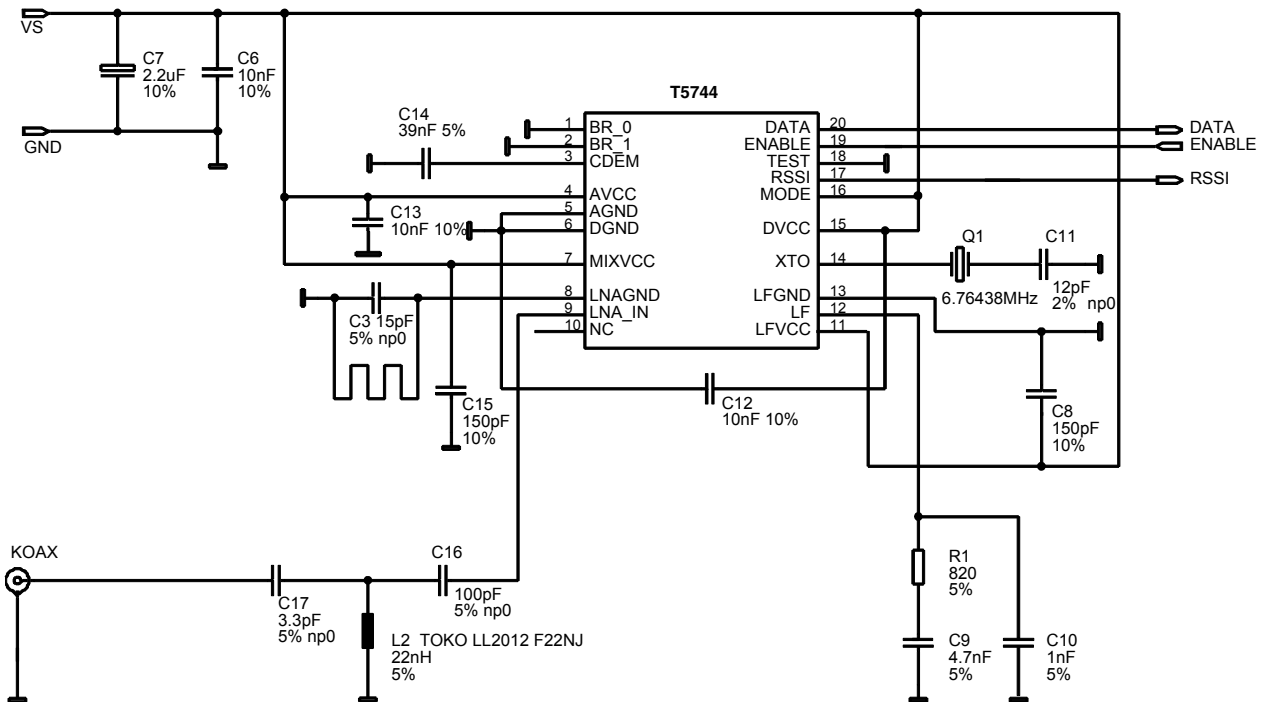 VS
C7
2.2uF
10%
C6
10nF
10%
GND
T5744
C14
39nF 5%
1 BR_0
2 BR_1
3 CDEM
4 AVCC
5 AGND
6 DGND
7 MIXVCC
8 LNAGND
9 LNA_IN
10 NC
DATA 20
ENABLE 19
TEST 18
RSSI 17
MODE 16
DVCC 15
XTO 14
LFGND 13
LF 12
LFVCC 11
DATA
ENABLE
RSSI
C13
10nF 10%
Q1
6.76438MHz
C11
12pF
2% np0
C3 15pF
5% np0
C15
150pF
10%
C12
10nF 10%
C8
150pF
10%
KOAX
C17
3.3pF
5% np0
C16
100pF
5% np0
L2 TOKO LL2012 F22NJ
22nH
5%
R1
820
5%
C9
4.7nF
5%
C10
1nF
5%